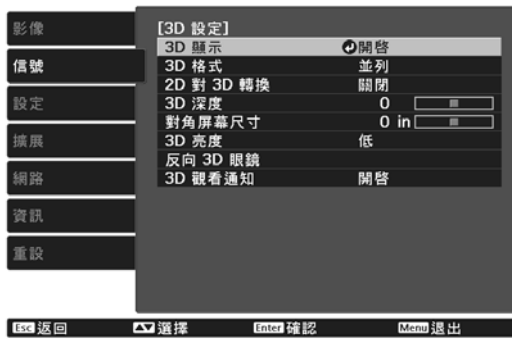 影像
信號
設定
擴展
網路
資訊
重設
[3D 設定]
3D 顯示 開啓
3D 格式 並列
2D 對 3D 轉換 關閉
3D 深度 0
對角屏幕尺寸 0 in
3D 亮度 低
反向 3D 眼鏡
3D 觀看通知 開啓
Esc 返回 選擇 Enter 確認 Menu 退出